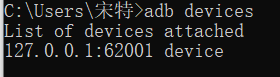 C:\Users\宋特>adb devices
List of devices attached
127.0.0.1:62001 device